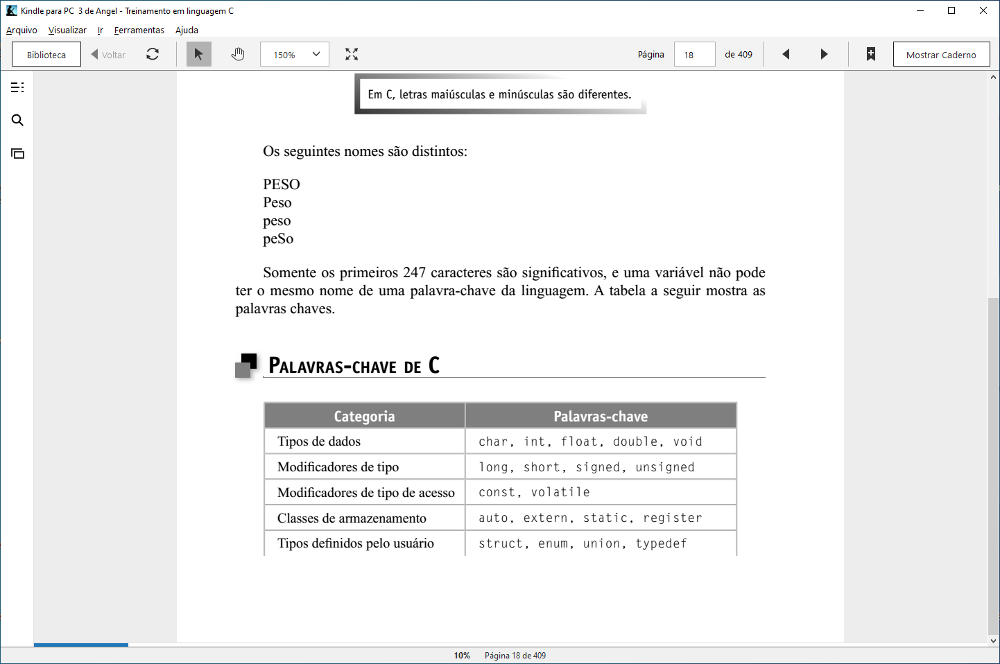 Kindle para PC 3 de Angel - Treinamento em linguagem C
Arquivo Visualizar Ir Ferramentas Ajuda
Biblioteca Voltar 150% Página 18 de 409 Mostrar Caderno
Em C, letras maiúsculas e minúsculas são diferentes.
Os seguintes nomes são distintos:
PESO
Peso
peso
peSo
Somente os primeiros 247 caracteres são significativos, e uma variável não pode
ter o mesmo nome de uma palavra-chave da linguagem. A tabela a seguir mostra as
palavras chaves.
PALAVRAS-CHAVE DE C
Categoria Palavras-chave
Tipos de dados char, int, float, double, void
Modificadores de tipo long, short, signed, unsigned
Modificadores de tipo de acesso const, volatile
Classes de armazenamento auto, extern, static, register
Tipos definidos pelo usuário struct, enum, union, typedef
10% Página 18 de 409